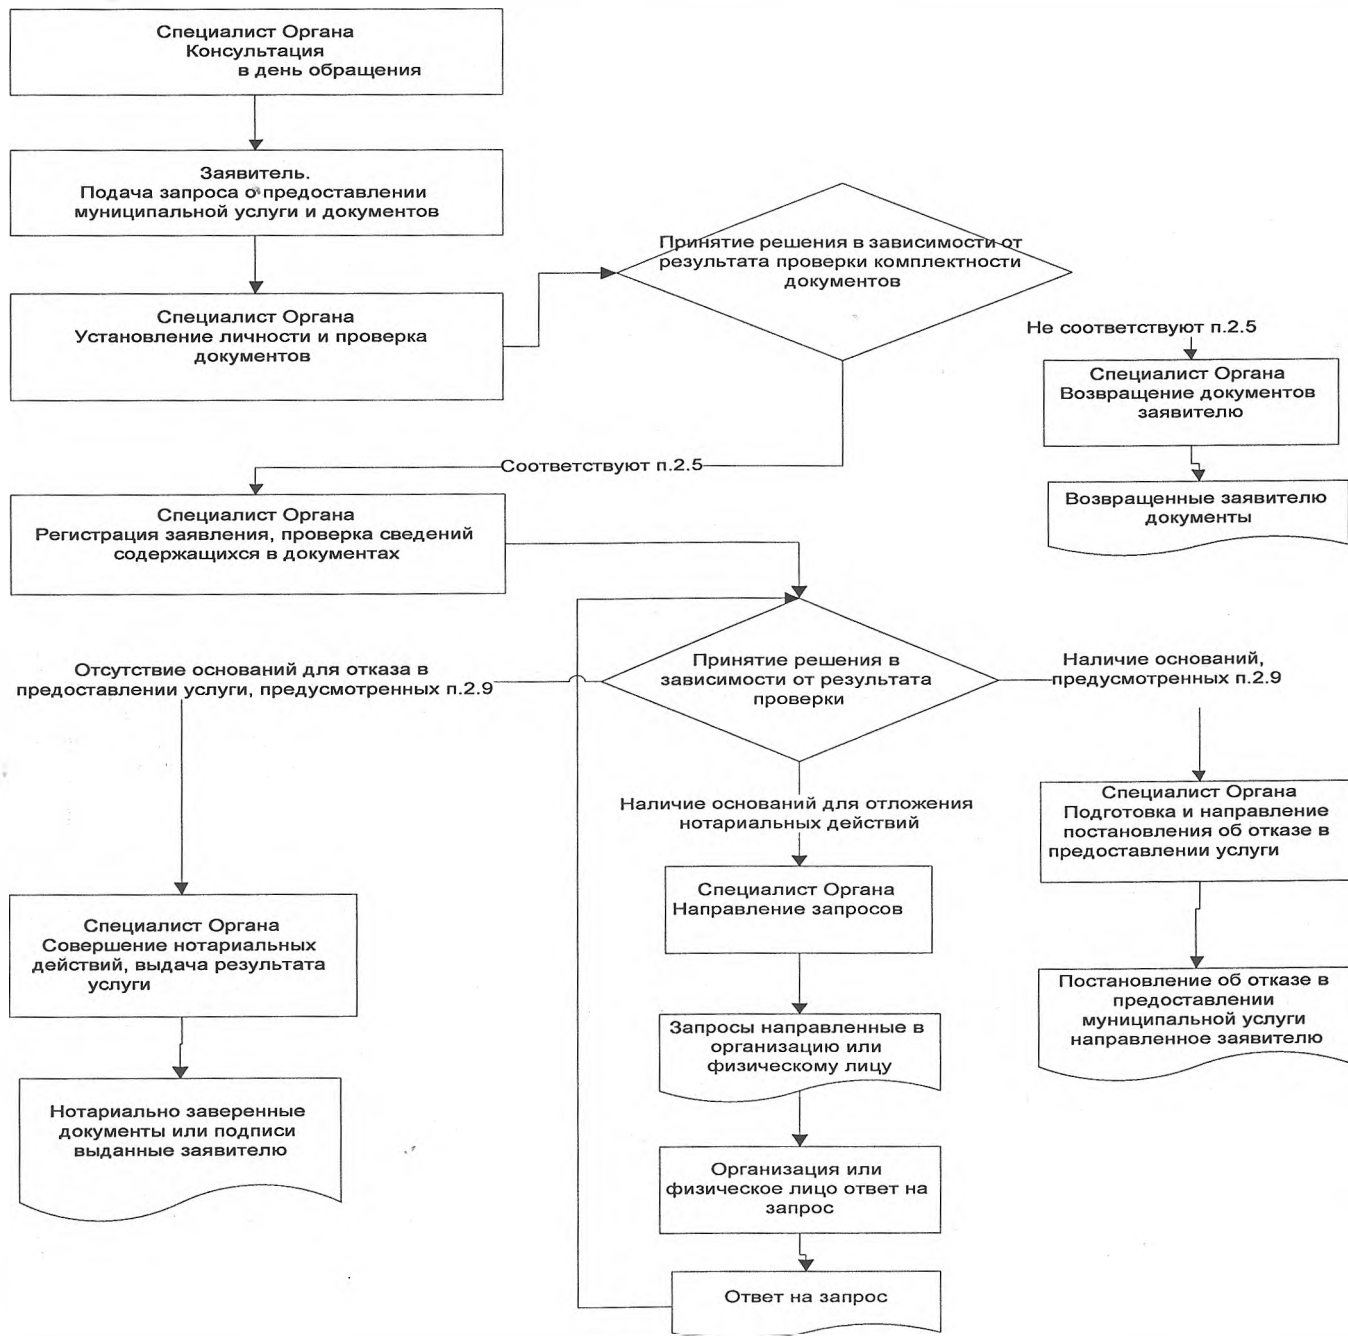 Специалист Органа
Консультация
в день обращения
Заявитель.
Подача запроса о предоставлении
муниципальной услуги и документов
Специалист Органа
Установление личности и проверка
документов
Принятие решения в зависимости от
результата проверки комплектности
документов
Не соответствуют п.2.5
Специалист Органа
Возвращение документов
заявителю
Возвращенные заявителю
документы
Соответствуют п.2.5
Специалист Органа
Регистрация заявления, проверка сведений
содержащихся в документах
Принятие решения в
зависимости от результата
проверки
Отсутствие оснований для отказа в
предоставлении услуги, предусмотренных п.2.9
Наличие оснований,
предусмотренных п.2.9
Наличие оснований для отложения
нотариальных действий
Специалист Органа
Подготовка и направление
постановления об отказе в
предоставлении услуги
Специалист Органа
Направление запросов
Специалист Органа
Совершение нотариальных
действий, выдача результата
услуги
Постановление об отказе в
предоставлении
муниципальной услуги
направленное заявителю
Запросы направленные в
организацию или
физическому лицу
Нотариально заверенные
документы или подписи
выданные заявителю
Организация или
физическое лицо ответ на
запрос
Ответ на запрос